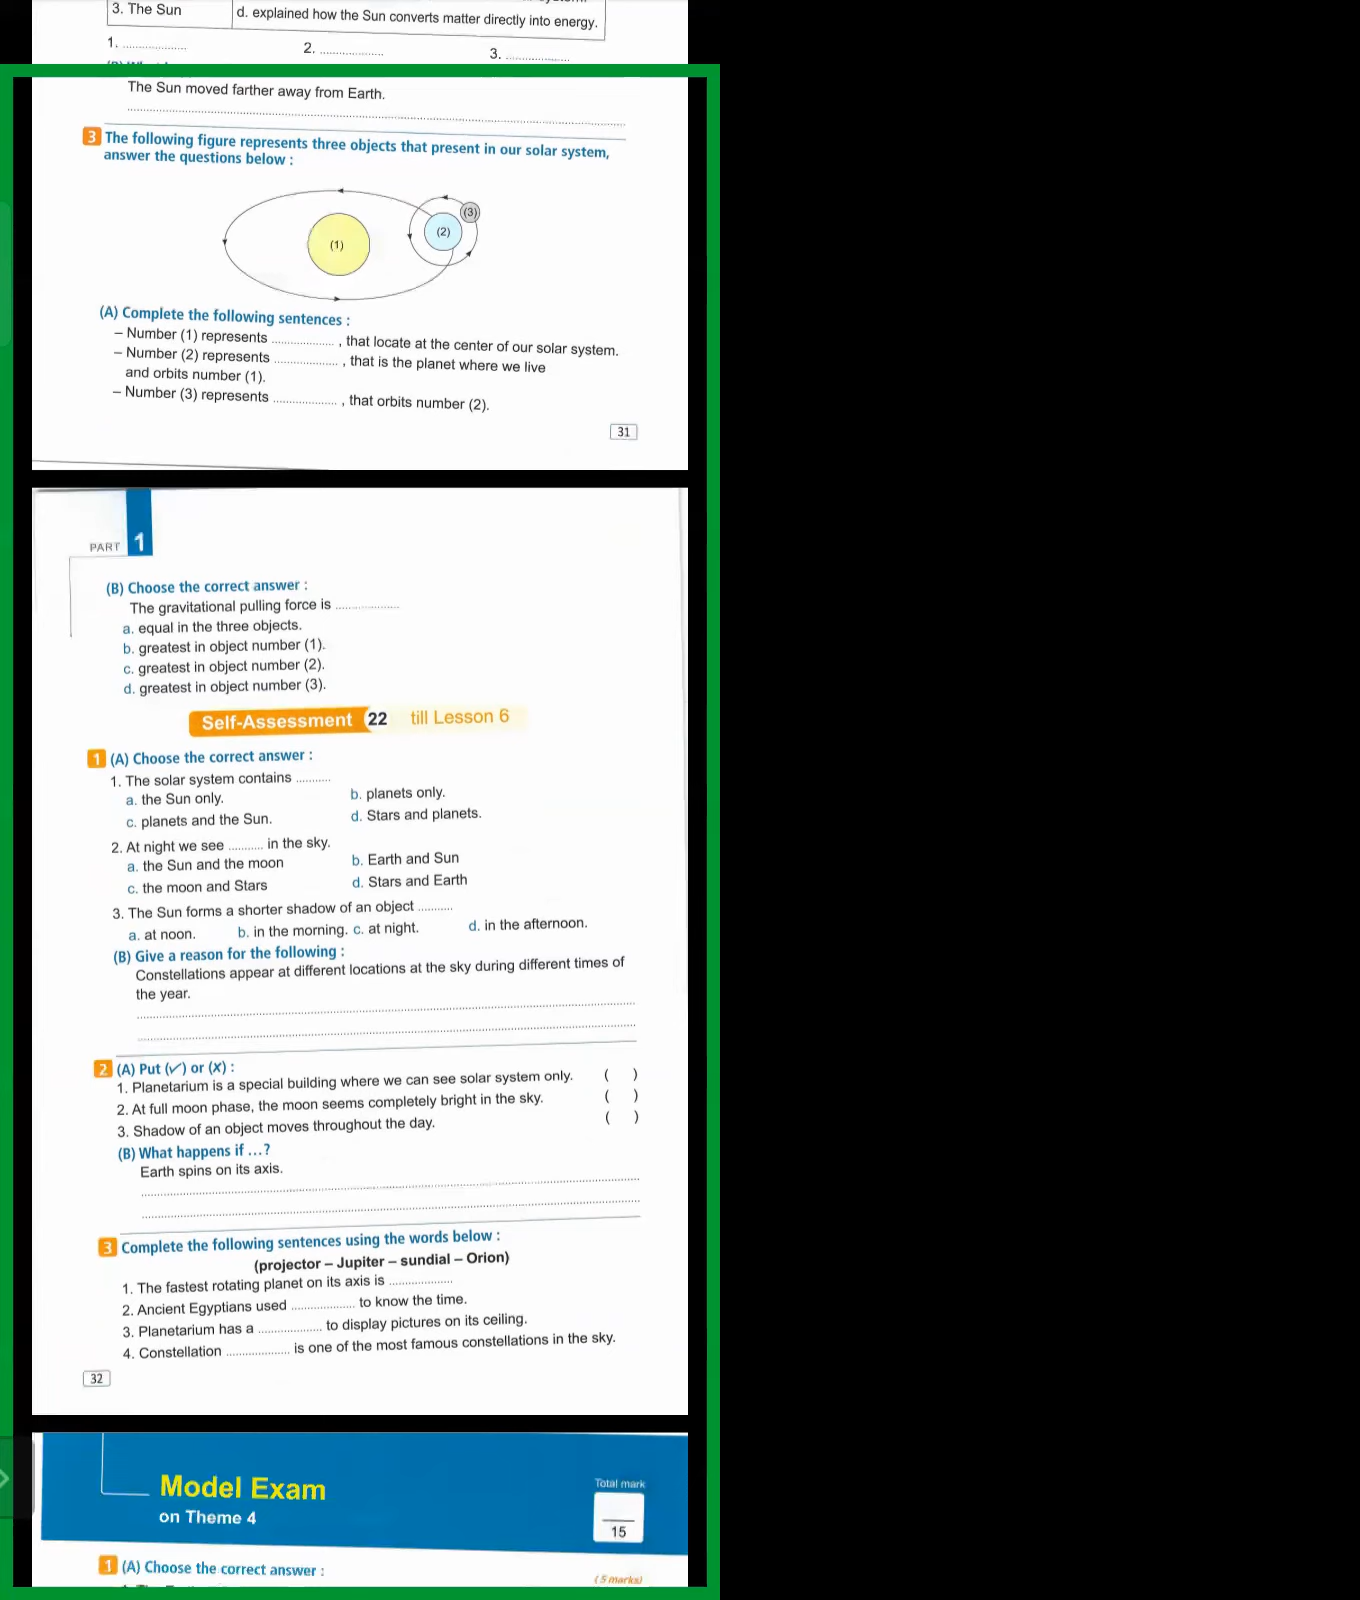 3. The Sun
d. explained how the Sun converts matter directly into energy.
1. ..................
2. ..................
3. ..................
The Sun moved farther away from Earth.
3 The following figure represents three objects that present in our solar system,
answer the questions below :
(1)
(2)
(3)
(A) Complete the following sentences :
– Number (1) represents .................. , that locate at the center of our solar system.
– Number (2) represents .................. , that is the planet where we live
and orbits number (1).
– Number (3) represents .................. , that orbits number (2).
31
PART 1
(B) Choose the correct answer :
The gravitational pulling force is ..................
a. equal in the three objects.
b. greatest in object number (1).
c. greatest in object number (2).
d. greatest in object number (3).
Self-Assessment 22 till Lesson 6
1 (A) Choose the correct answer :
1. The solar system contains ..........
a. the Sun only.
b. planets only.
c. planets and the Sun.
d. Stars and planets.
2. At night we see .......... in the sky.
a. the Sun and the moon
b. Earth and Sun
c. the moon and Stars
d. Stars and Earth
3. The Sun forms a shorter shadow of an object ..........
a. at noon. b. in the morning. c. at night. d. in the afternoon.
(B) Give a reason for the following :
Constellations appear at different locations at the sky during different times of
the year.
2 (A) Put (✓) or (✗) :
1. Planetarium is a special building where we can see solar system only. ( )
2. At full moon phase, the moon seems completely bright in the sky. ( )
3. Shadow of an object moves throughout the day. ( )
(B) What happens if ...?
Earth spins on its axis.
3 Complete the following sentences using the words below :
(projector – Jupiter – sundial – Orion)
1. The fastest rotating planet on its axis is ..................
2. Ancient Egyptians used .................. to know the time.
3. Planetarium has a .................. to display pictures on its ceiling.
4. Constellation .................. is one of the most famous constellations in the sky.
32
Model Exam
on Theme 4
Total mark
15
1 (A) Choose the correct answer :
(5 marks)